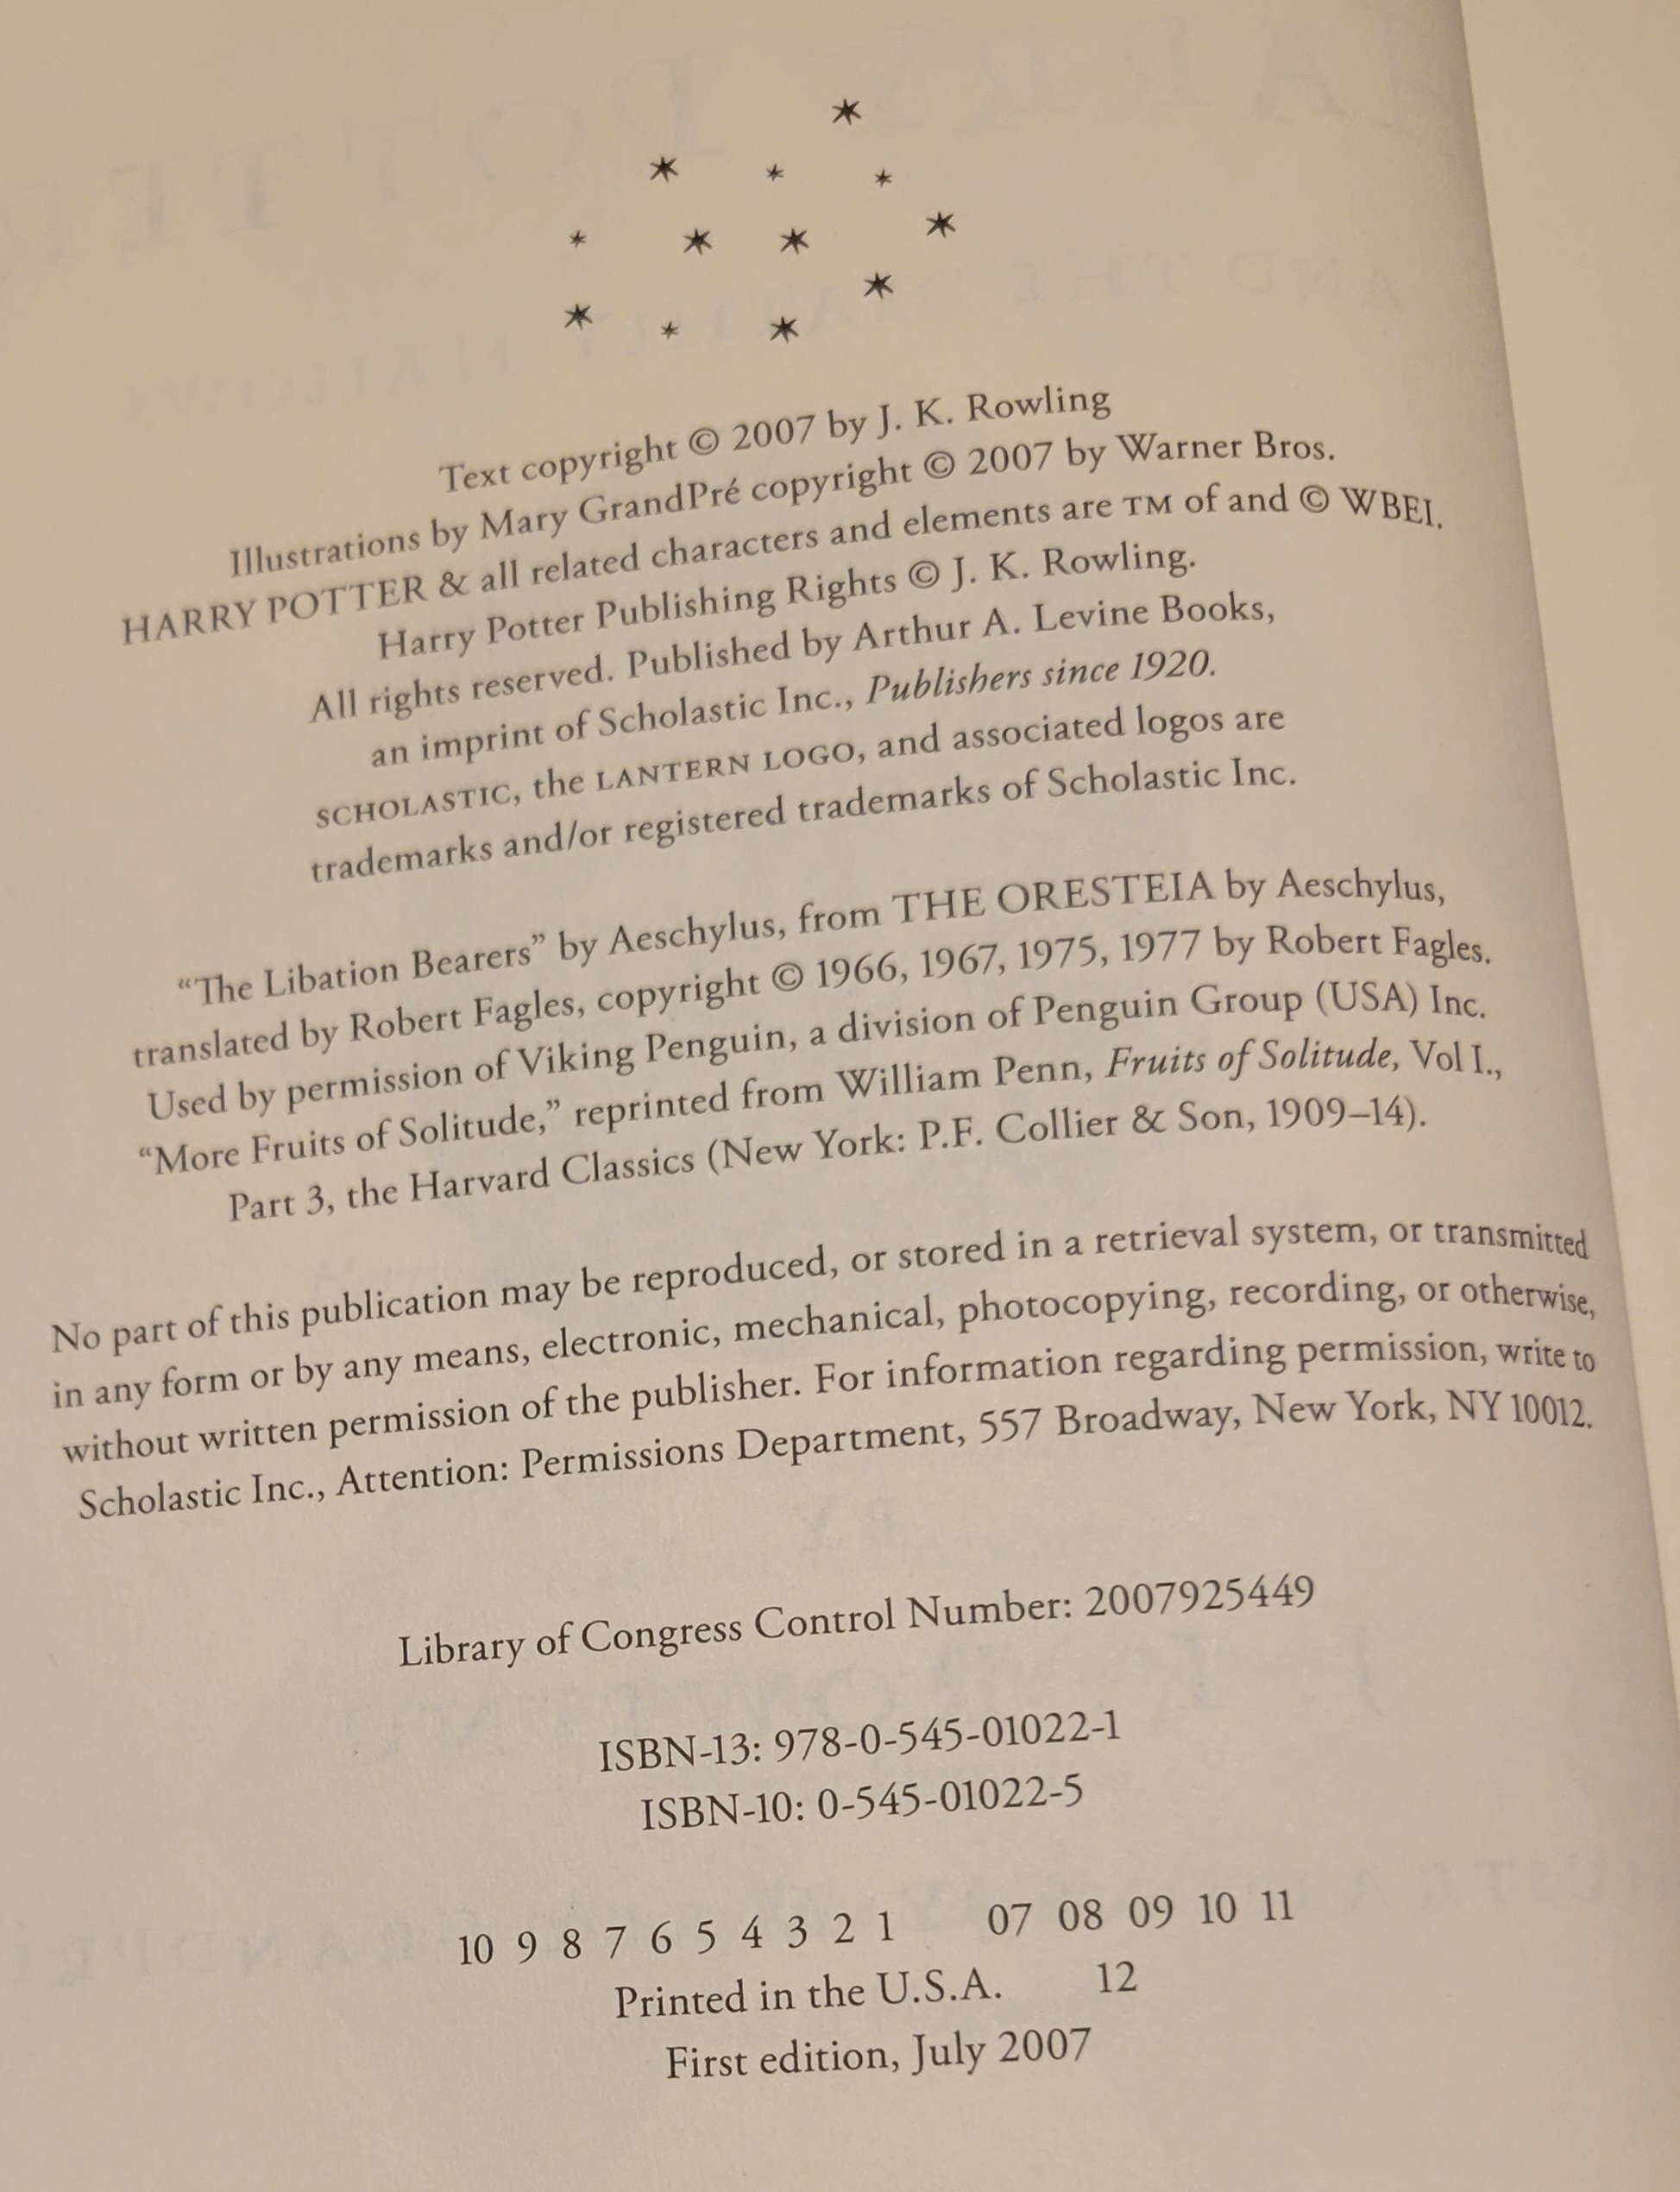 Text copyright © 2007 by J. K. Rowling
Illustrations by Mary GrandPré copyright © 2007 by Warner Bros.
HARRY POTTER & all related characters and elements are TM of and © WBEI.
Harry Potter Publishing Rights © J. K. Rowling.
All rights reserved. Published by Arthur A. Levine Books,
an imprint of Scholastic Inc., Publishers since 1920.
SCHOLASTIC, the LANTERN LOGO, and associated logos are
trademarks and/or registered trademarks of Scholastic Inc.
“The Libation Bearers” by Aeschylus, from THE ORESTEIA by Aeschylus,
translated by Robert Fagles, copyright © 1966, 1967, 1975, 1977 by Robert Fagles.
Used by permission of Viking Penguin, a division of Penguin Group (USA) Inc.
“More Fruits of Solitude,” reprinted from William Penn, Fruits of Solitude, Vol I.,
Part 3, the Harvard Classics (New York: P.F. Collier & Son, 1909–14).
No part of this publication may be reproduced, or stored in a retrieval system, or transmitted
in any form or by any means, electronic, mechanical, photocopying, recording, or otherwise,
without written permission of the publisher. For information regarding permission, write to
Scholastic Inc., Attention: Permissions Department, 557 Broadway, New York, NY 10012.
Library of Congress Control Number: 2007925449
ISBN-13: 978-0-545-01022-1
ISBN-10: 0-545-01022-5
10 9 8 7 6 5 4 3 2 1 07 08 09 10 11
Printed in the U.S.A. 12
First edition, July 2007